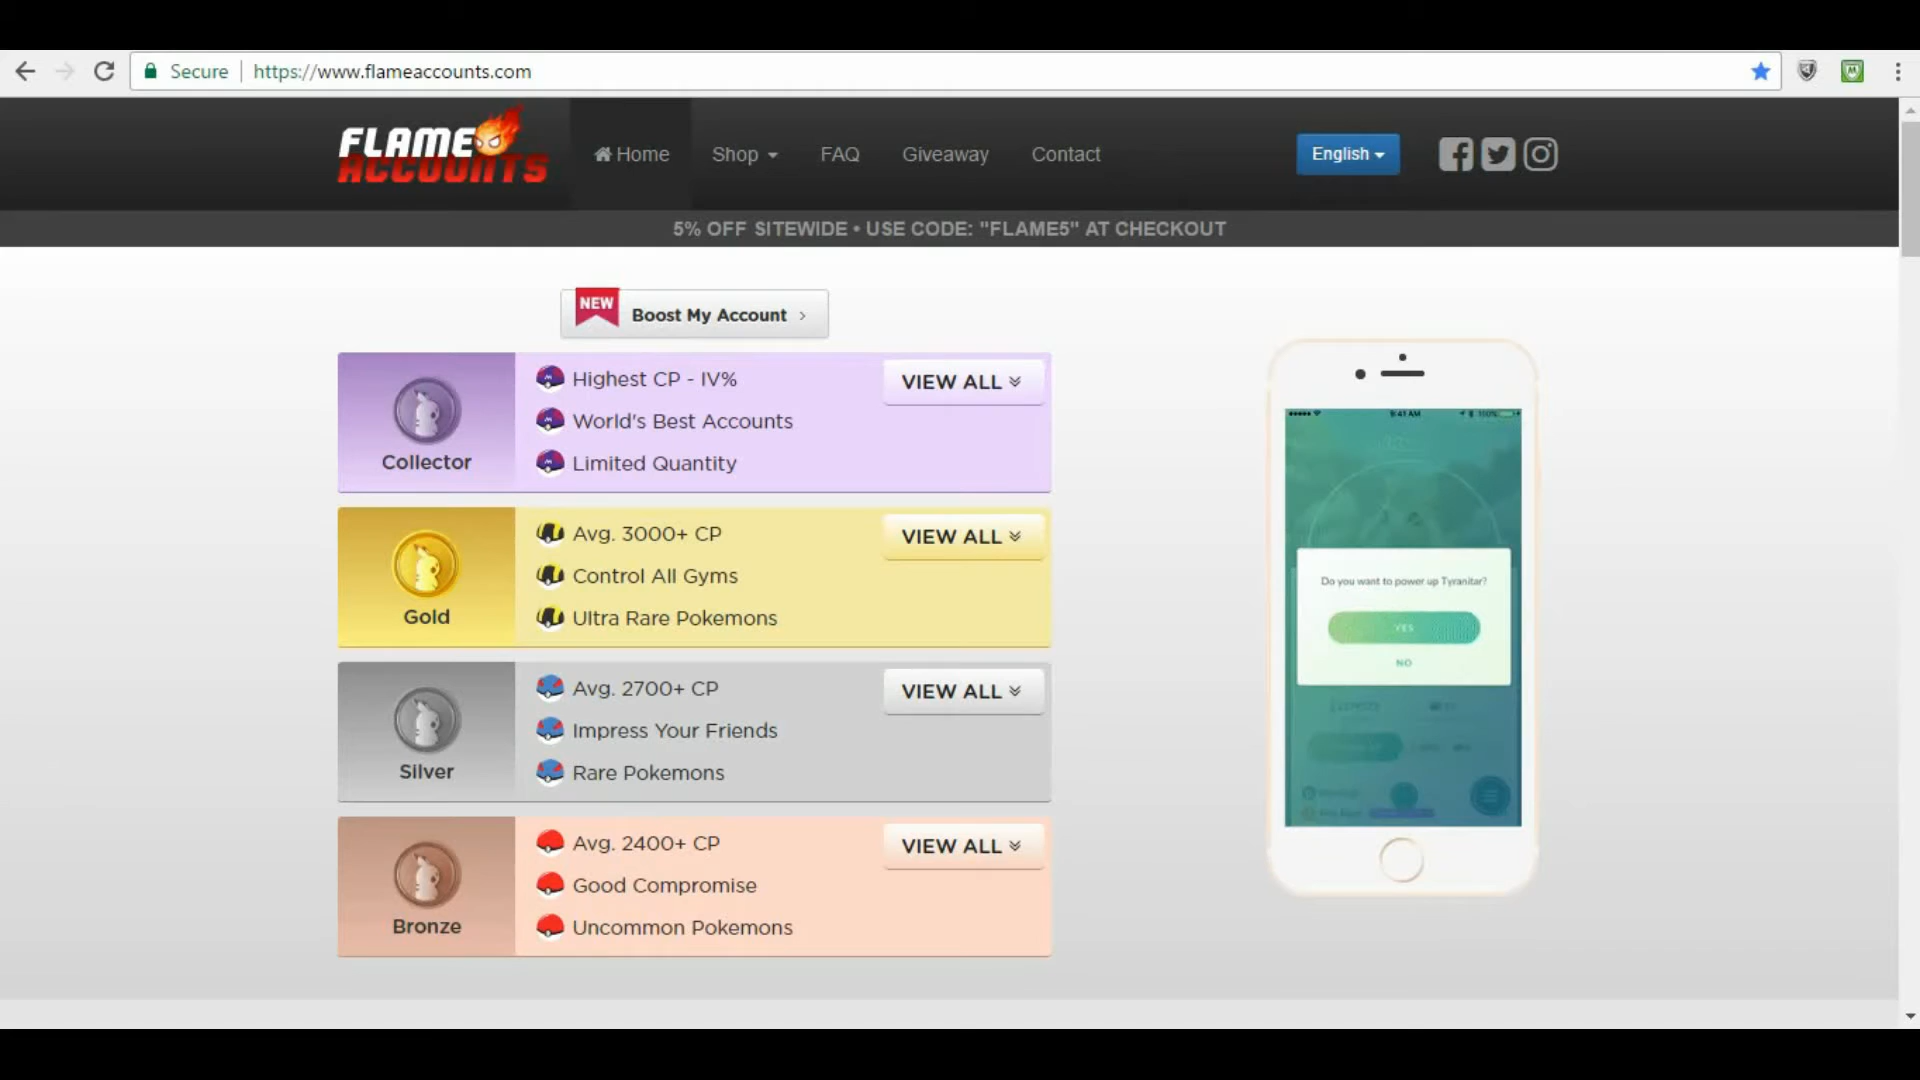 Secure https://www.flameaccounts.com
FLAME
ACCOUNTS
Home Shop FAQ Giveaway Contact English
5% OFF SITEWIDE • USE CODE: "FLAME5" AT CHECKOUT
NEW Boost My Account
Collector
Highest CP - IV%
World's Best Accounts
Limited Quantity
VIEW ALL
Gold
Avg. 3000+ CP
Control All Gyms
Ultra Rare Pokemons
VIEW ALL
Silver
Avg. 2700+ CP
Impress Your Friends
Rare Pokemons
VIEW ALL
Bronze
Avg. 2400+ CP
Good Compromise
Uncommon Pokemons
VIEW ALL
9:41 AM 100%
Do you want to power up Tyranitar?
YES
NO